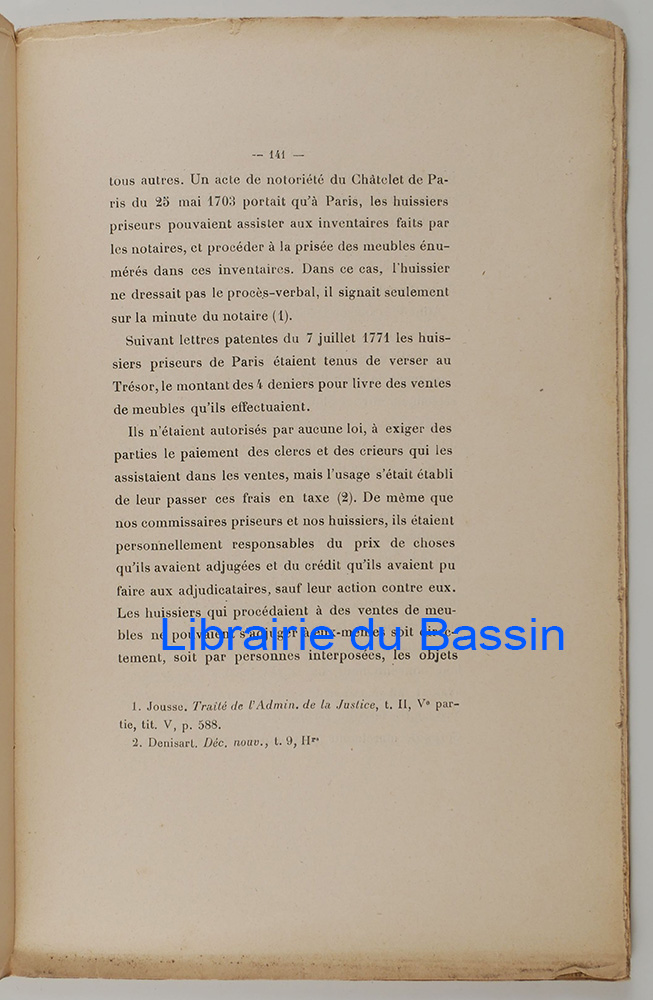 — 141 —
tous autres. Un acte de notoriété du Châtelet de Pa-
ris du 25 mai 1703 portait qu'à Paris, les huissiers
priseurs pouvaient assister aux inventaires faits par
les notaires, et procéder à la prisée des meubles énu-
mérés dans ces inventaires. Dans ce cas, l'huissier
ne dressait pas le procès-verbal, il signait seulement
sur la minute du notaire (1).
Suivant lettres patentes du 7 juillet 1771 les huis-
siers priseurs de Paris étaient tenus de verser au
Trésor, le montant des 4 deniers pour livre des ventes
de meubles qu'ils effectuaient.
Ils n'étaient autorisés par aucune loi, à exiger des
parties le paiement des clercs et des crieurs qui les
assistaient dans les ventes, mais l'usage s'était établi
de leur passer ces frais en taxe (2). De même que
nos commissaires priseurs et nos huissiers, ils étaient
personnellement responsables du prix de choses
qu'ils avaient adjugées et du crédit qu'ils avaient pu
faire aux adjudicataires, sauf leur action contre eux.
Les huissiers qui procédaient à des ventes de meu-
bles ne pouvaient s'adjuger à eux-mêmes soit direc-
Librairie du Bassin
tement, soit par personnes interposées, les objets
1. Jousse. Traité de l'Admin. de la Justice, t. II, Ve par-
tie, tit. V, p. 588.
2. Denisart. Déc. nouv., t. 9, Hrs